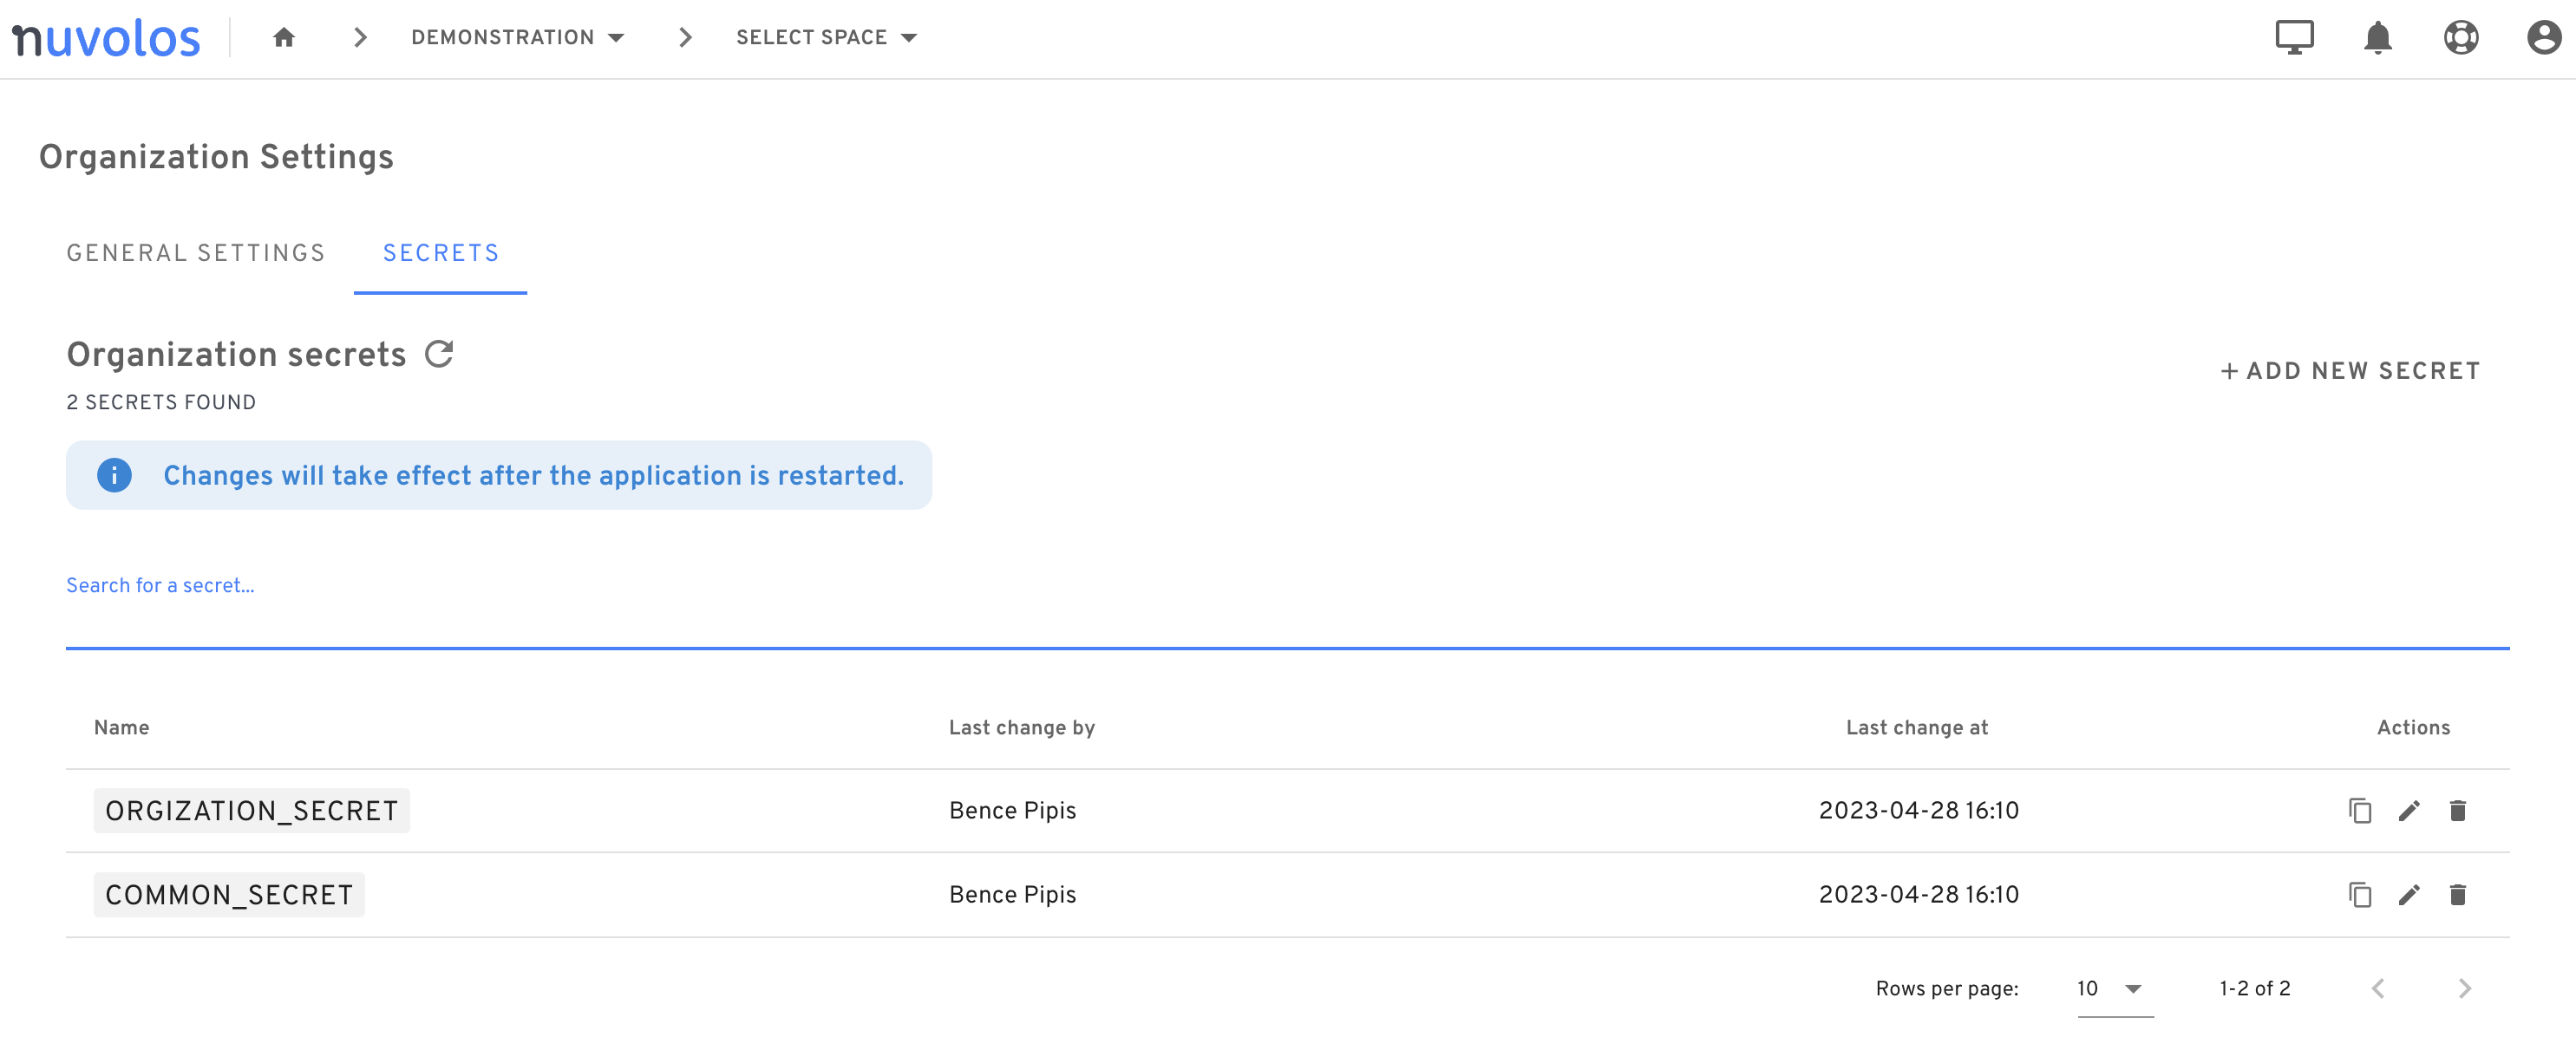 nuvolos DEMONSTRATION SELECT SPACE
Organization Settings
GENERAL SETTINGS SECRETS
Organization secrets
+ ADD NEW SECRET
2 SECRETS FOUND
Changes will take effect after the application is restarted.
Search for a secret...
Name Last change by Last change at Actions
ORGIZATION_SECRET Bence Pipis 2023-04-28 16:10
COMMON_SECRET Bence Pipis 2023-04-28 16:10
Rows per page: 10 1-2 of 2